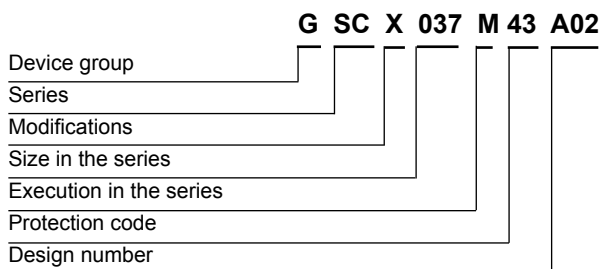 G SC X 037 M 43 A02
Device group
Series
Modifications
Size in the series
Execution in the series
Protection code
Design number